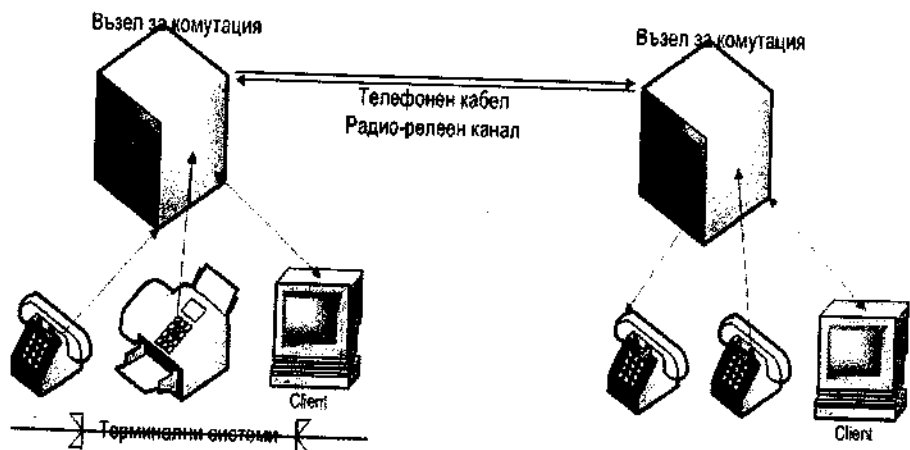 Възел за комутация
Възел за комутация
Телефонен кабел
Радио-релеен канал
Client
Терминални системи
Client